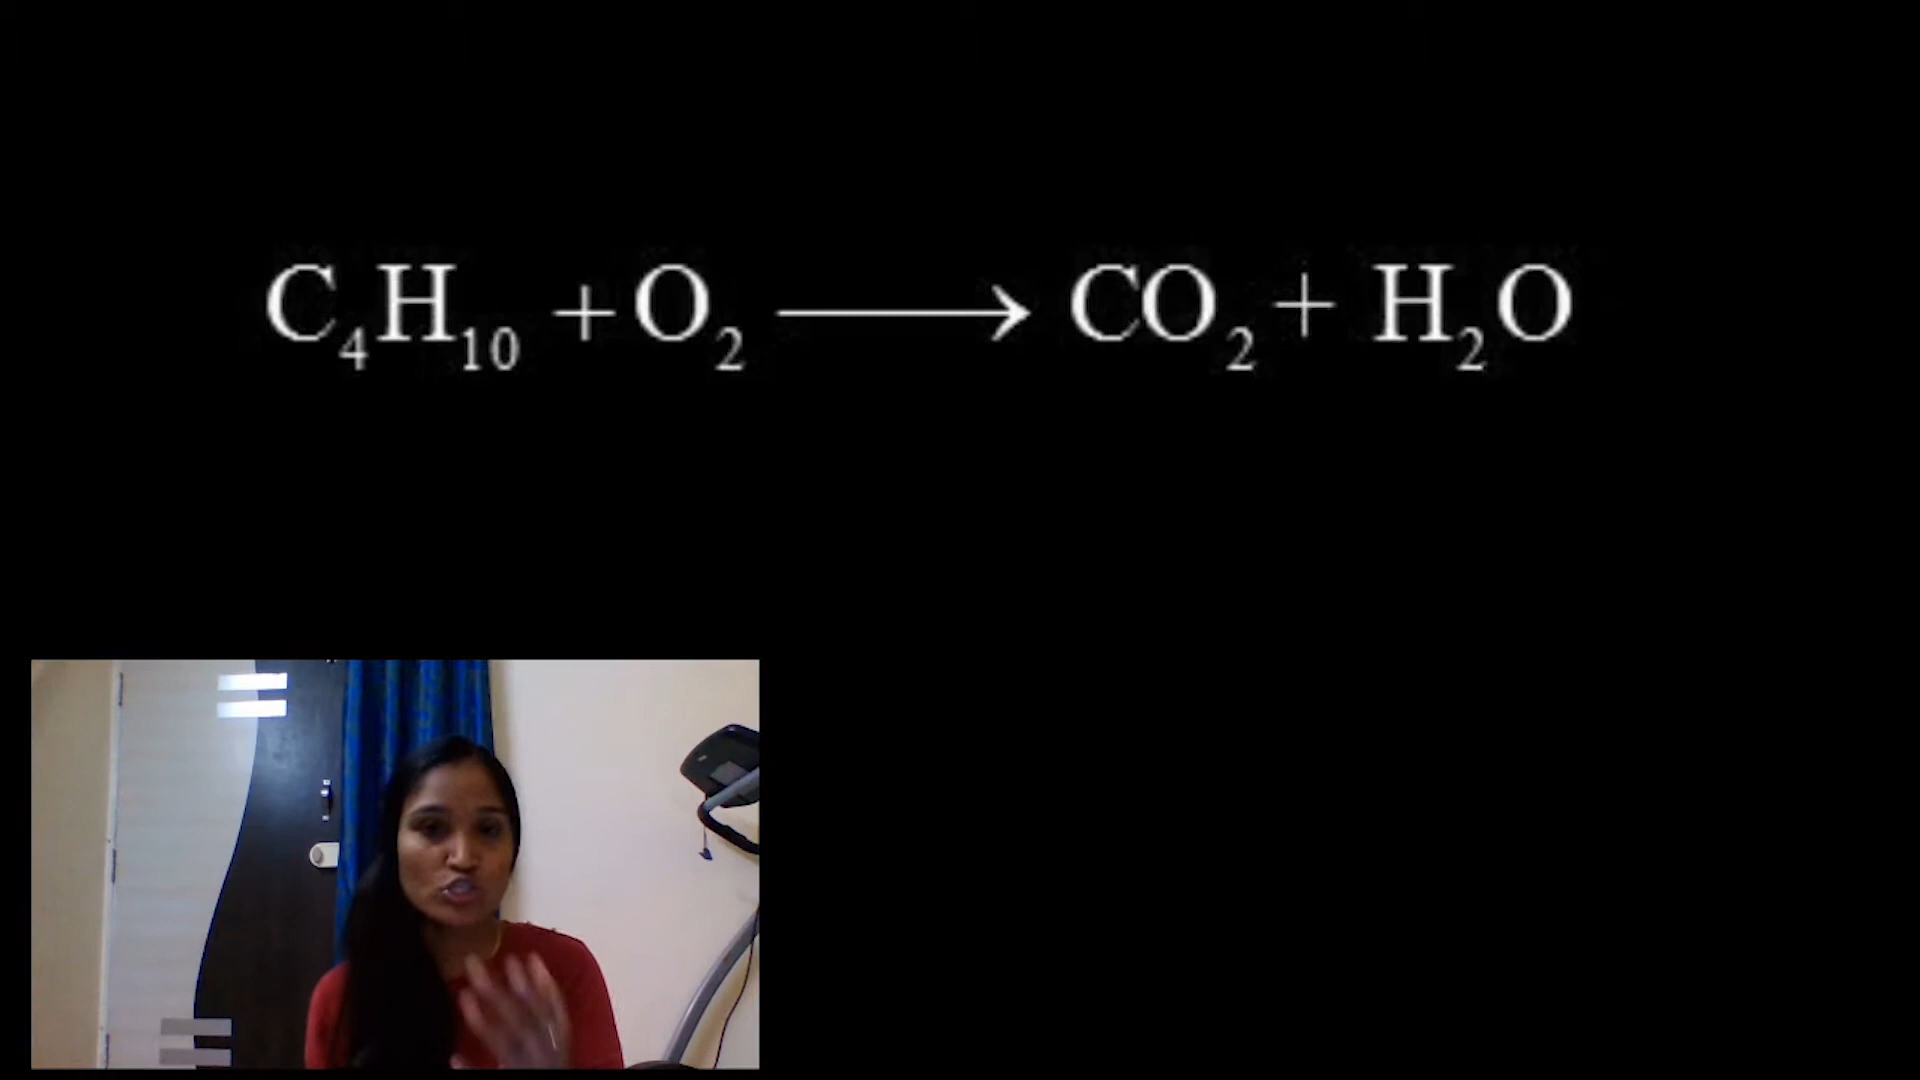 C₄H₁₀ + O₂ ⟶ CO₂ + H₂O